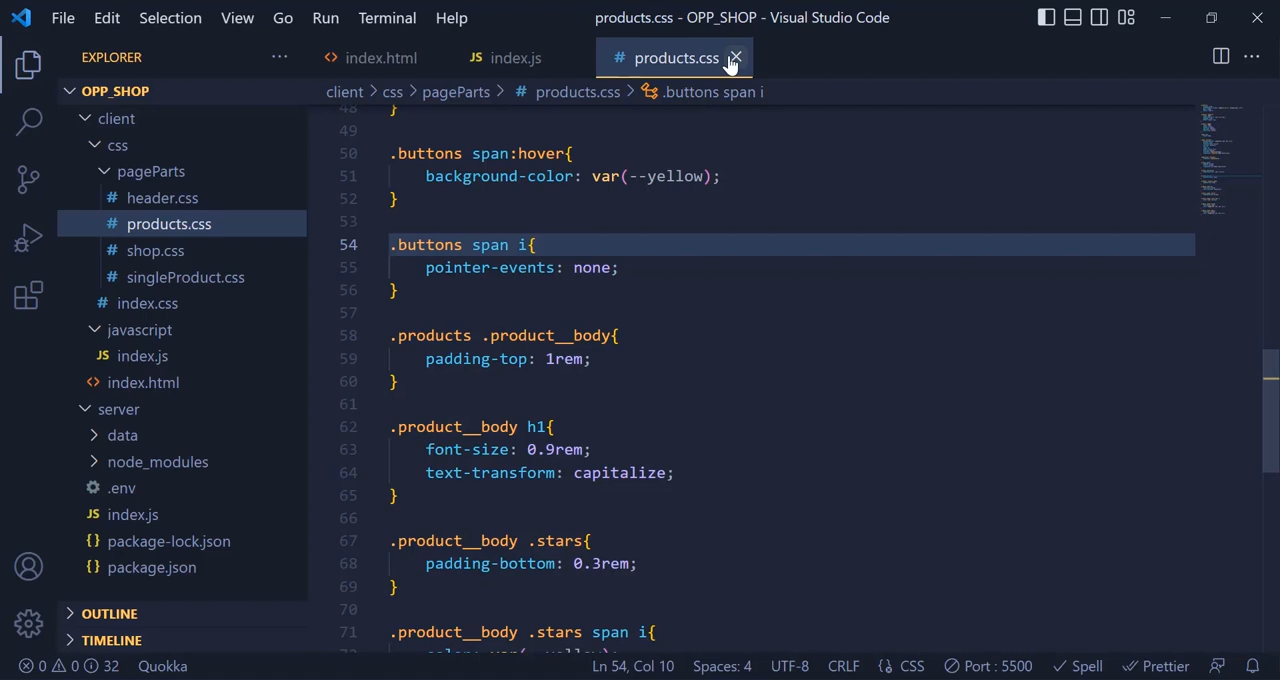 File Edit Selection View Go Run Terminal Help products.css - OPP_SHOP - Visual Studio Code
EXPLORER
OPP_SHOP
client
css
pageParts
# header.css
# products.css
# shop.css
# singleProduct.css
# index.css
javascript
JS index.js
<> index.html
server
data
node_modules
.env
JS index.js
{} package-lock.json
{} package.json
OUTLINE
TIMELINE
<> index.html JS index.js # products.css
client > css > pageParts > # products.css > .buttons span i
48 }
49
50 .buttons span:hover{
51 background-color: var(--yellow);
52 }
53
54 .buttons span i{
55 pointer-events: none;
56 }
57
58 .products .product__body{
59 padding-top: 1rem;
60 }
61
62 .product__body h1{
63 font-size: 0.9rem;
64 text-transform: capitalize;
65 }
66
67 .product__body .stars{
68 padding-bottom: 0.3rem;
69 }
70
71 .product__body .stars span i{
0 0 32 Quokka Ln 54, Col 10 Spaces: 4 UTF-8 CRLF {} CSS Port : 5500 Spell Prettier